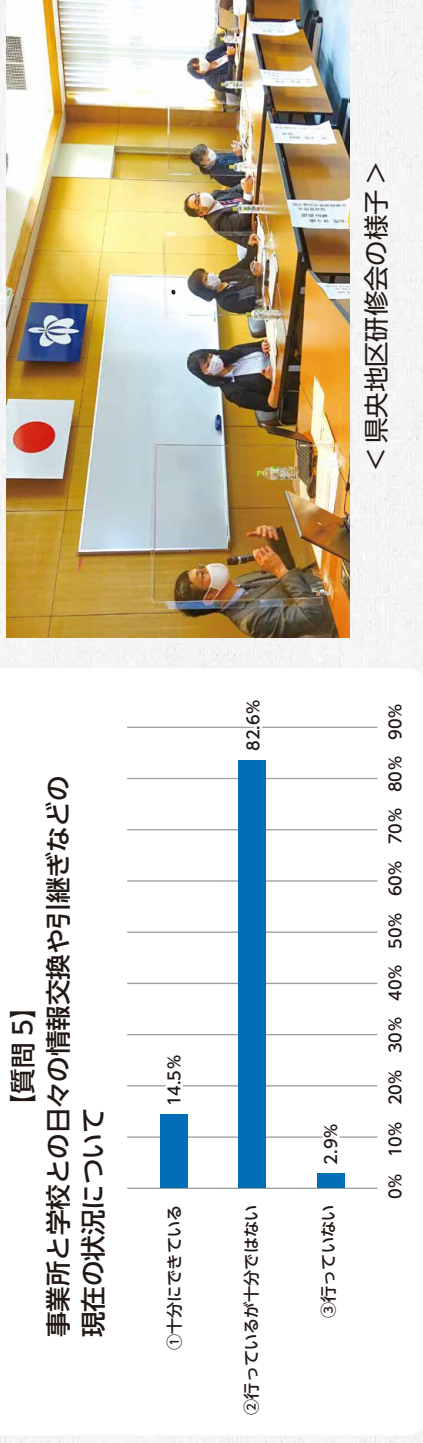 【質問 5】
事業所と学校との日々の情報交換や引継ぎなどの
現在の状況について
①十分にできている
14.5%
②行っているが十分ではない
82.6%
③行っていない
2.9%
0% 10% 20% 30% 40% 50% 60% 70% 80% 90%
＜県央地区研修会の様子＞